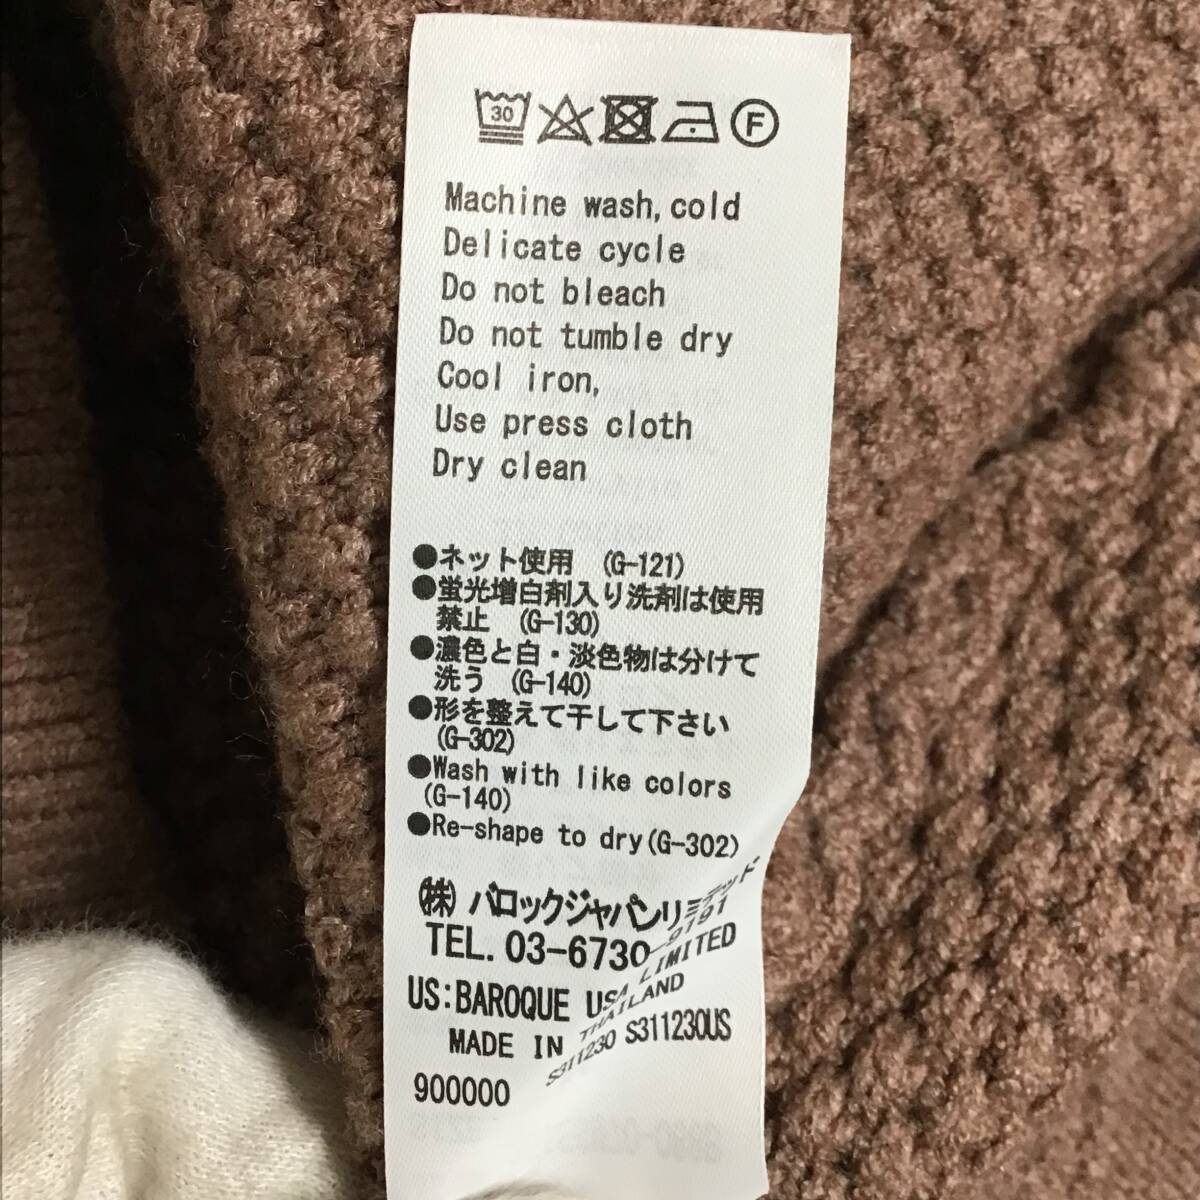 30
F
Machine wash, cold
Delicate cycle
Do not bleach
Do not tumble dry
Cool iron,
Use press cloth
Dry clean
●ネット使用 (G-121)
●蛍光増白剤入り洗剤は使用
禁止 (G-130)
●濃色と白・淡色物は分けて
洗う (G-140)
●形を整えて干して下さい
(G-302)
●Wash with like colors
(G-140)
●Re-shape to dry(G-302)
(株) バロックジャパンリミテッド
TEL. 03-6730-9191
US:BAROQUE USA LIMITED
MADE IN THAILAND
S311230 S311230US
900000